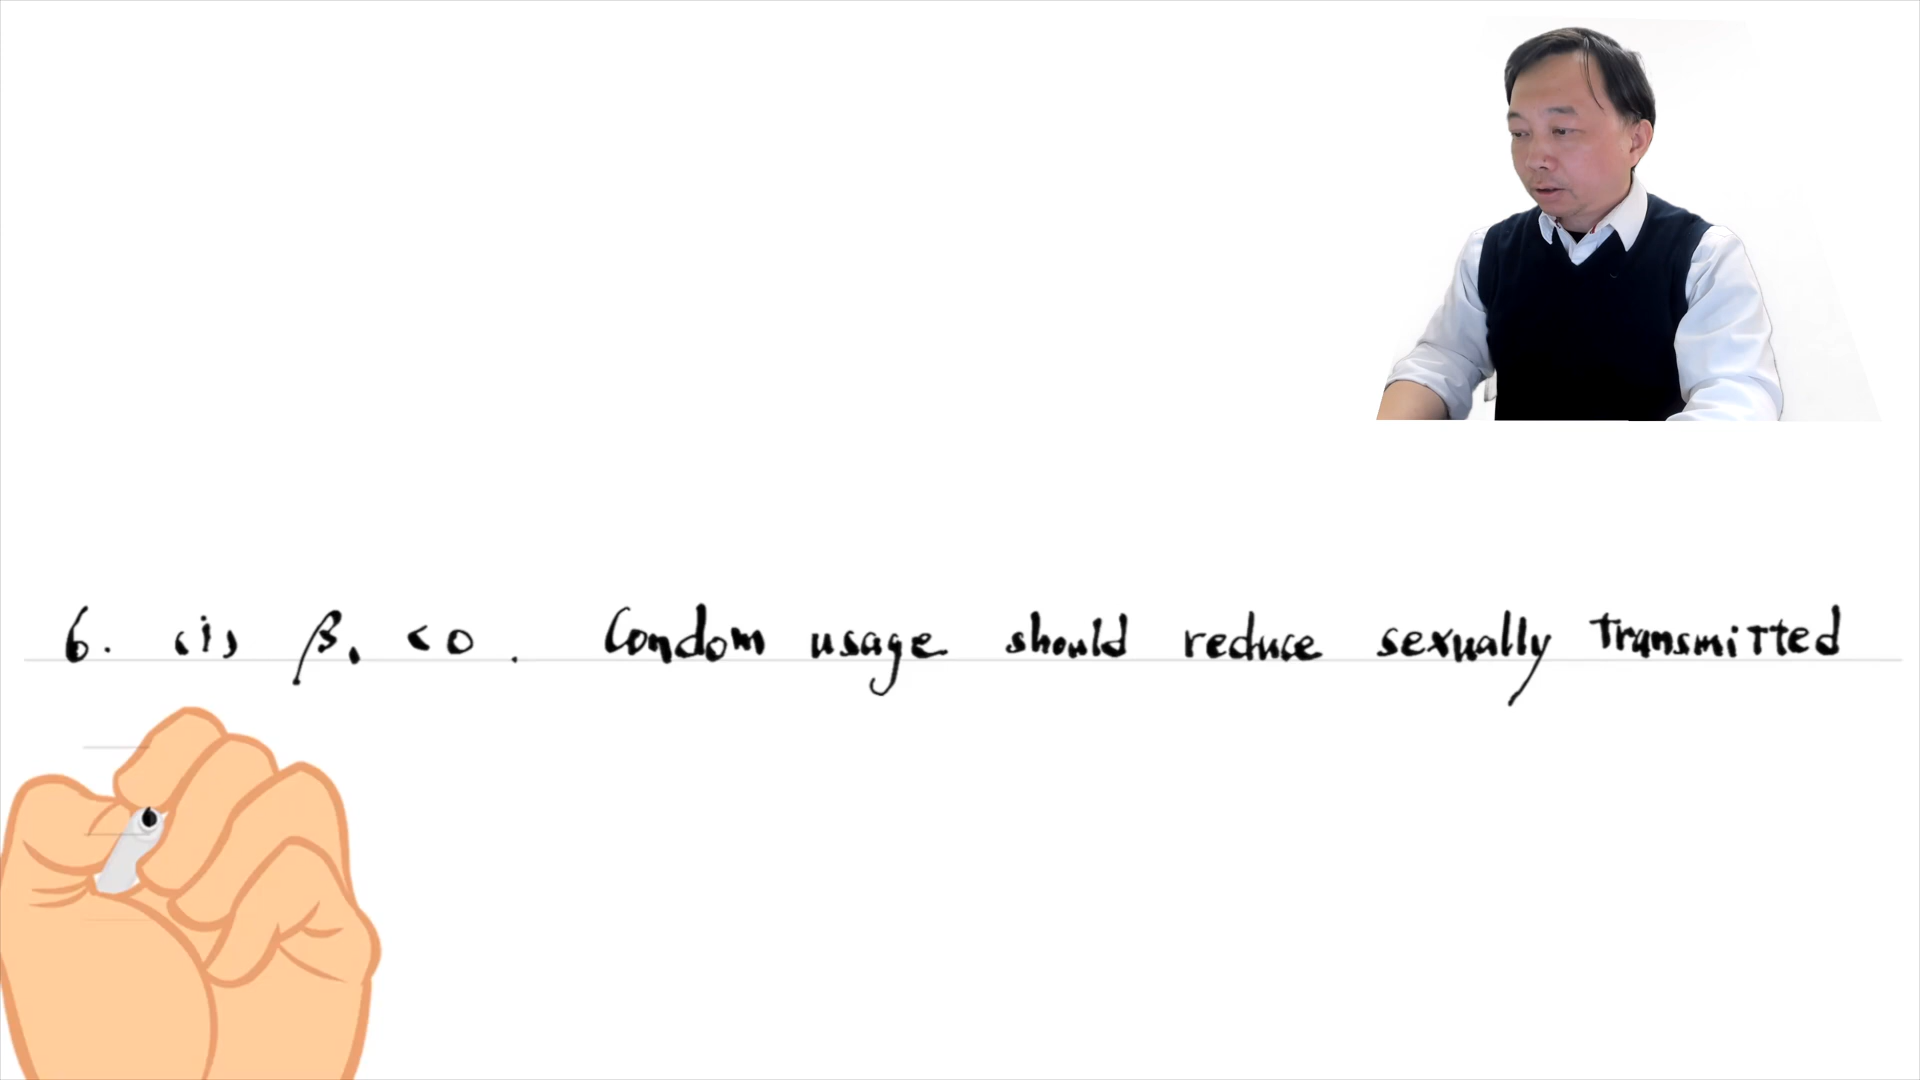 6. (i) β₁ < 0. Condom usage should reduce sexually transmitted